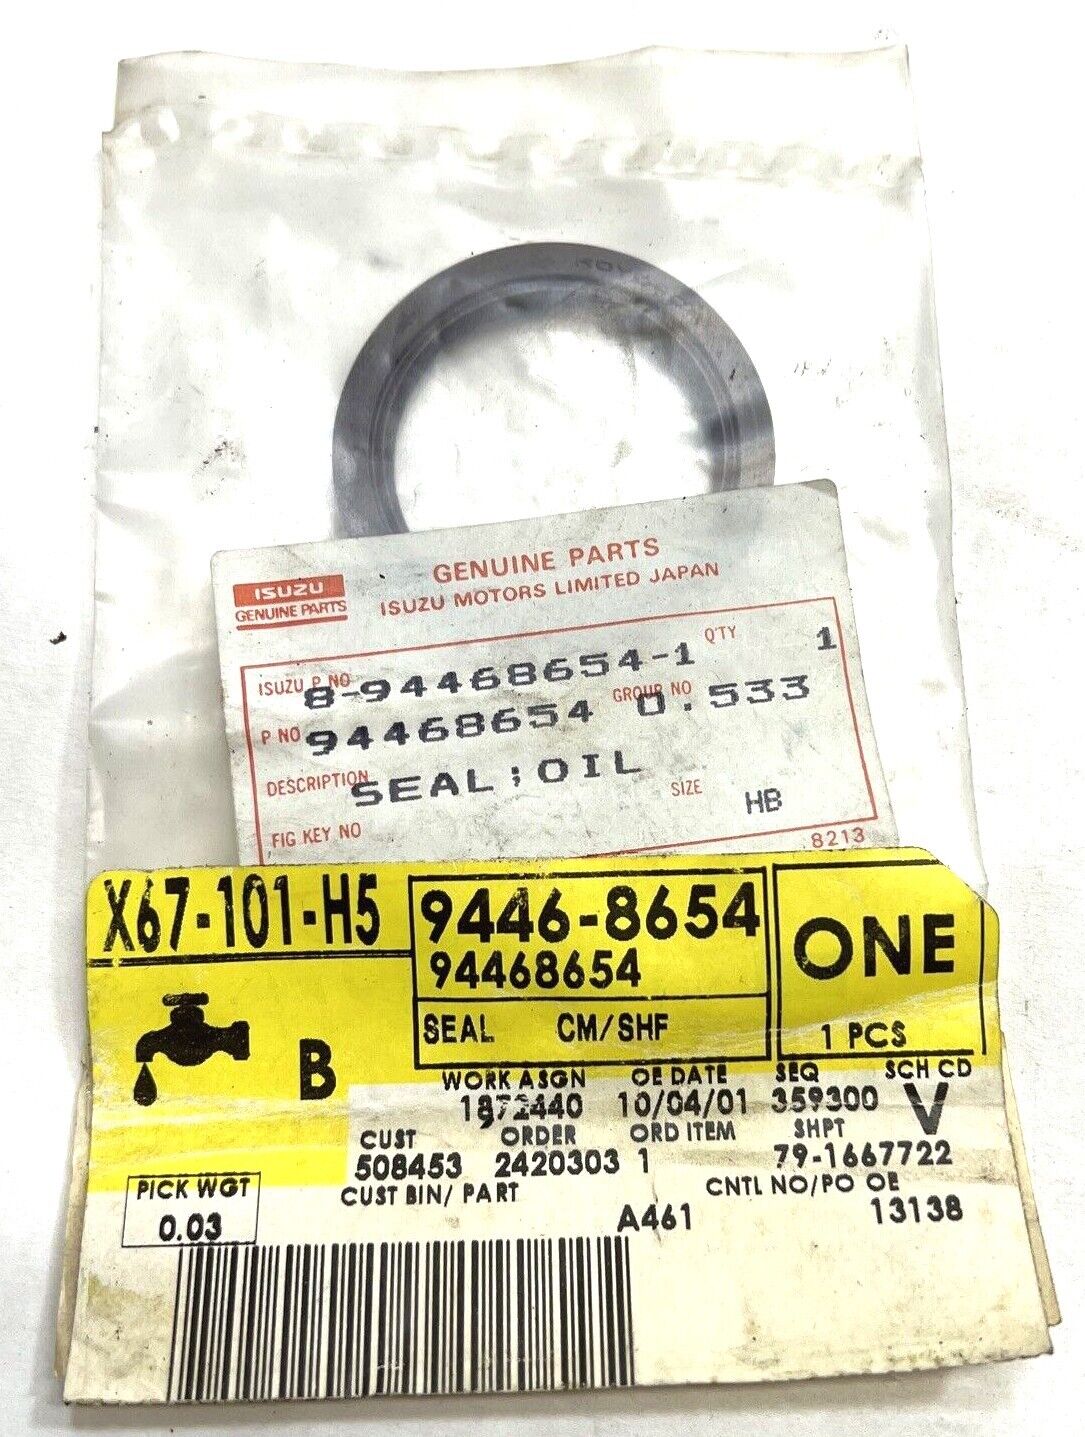 GENUINE PARTS
ISUZU MOTORS LIMITED JAPAN
ISUZU
GENUINE PARTS
ISUZU P NO 8-94468654-1 Q'TY 1
P NO 94468654 GROUP NO 0.533
DESCRIPTION SEAL;OIL
SIZE HB
FIG KEY NO
8213
X67-101-H5
9446-8654
94468654
ONE
SEAL CM/SHF
1 PCS
B
WORK ASGN OE DATE SEQ SCH CD
1872440 10/04/01 359300 V
CUST ORDER ORD ITEM SHPT
508453 2420303 1 79-1667722
PICK WGT
0.03
CUST BIN/ PART CNTL NO/PO OE
A461 13138